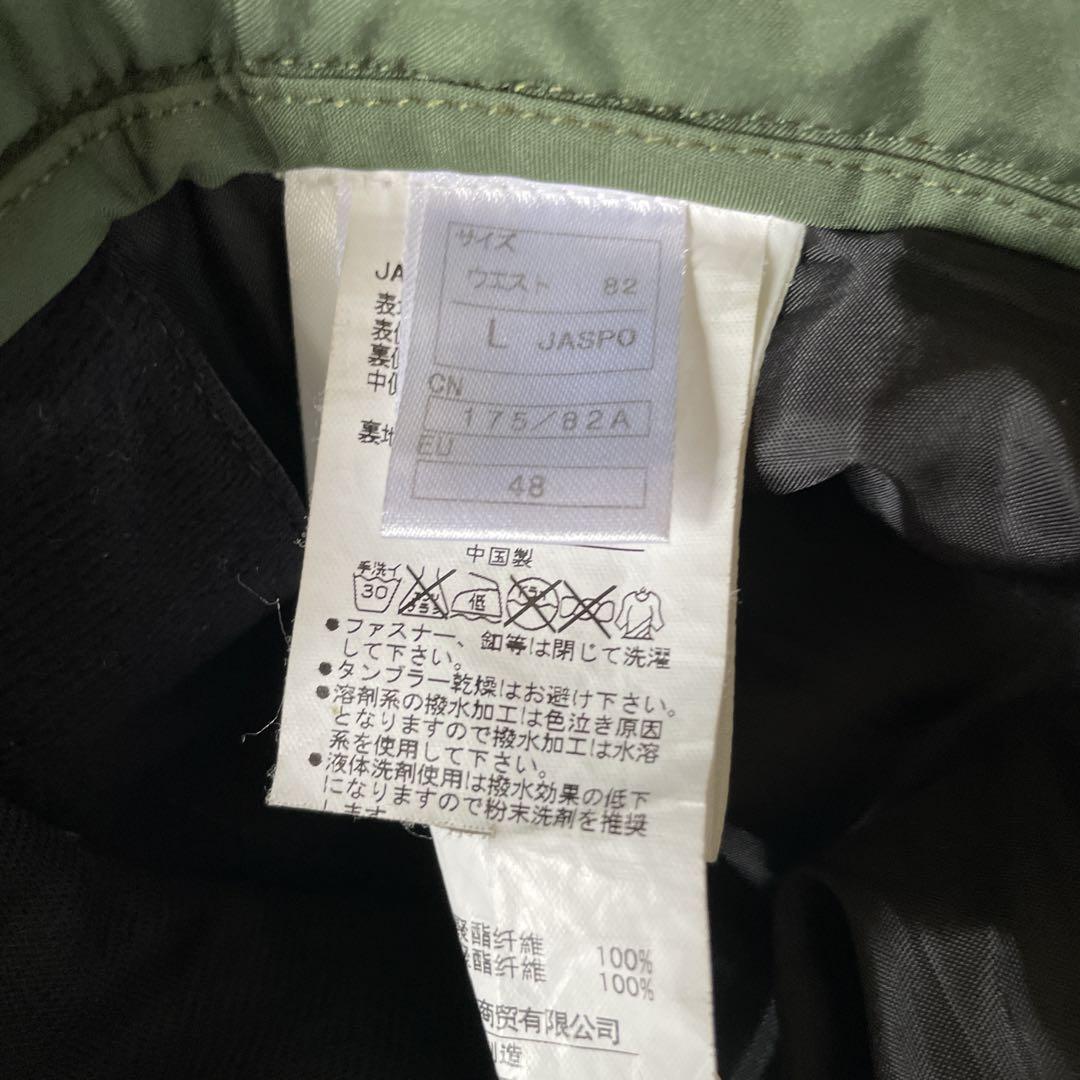 サイズ
ウエスト 82
L JASPO
CN
175/82A
EU
48
JA
表
表
裏
中
裏地
中国製
手洗イ
30
低
●ファスナー、釦等は閉じて洗濯
して下さい。
●タンブラー乾燥はお避け下さい。
●溶剤系の撥水加工は色泣き原因
となりますので撥水加工は水溶
系を使用して下さい。
●液体洗剤使用は撥水効果の低下
になりますので粉末洗剤を推奨
します
聚酯纤维 100%
聚酯纤维 100%
商贸有限公司
制造